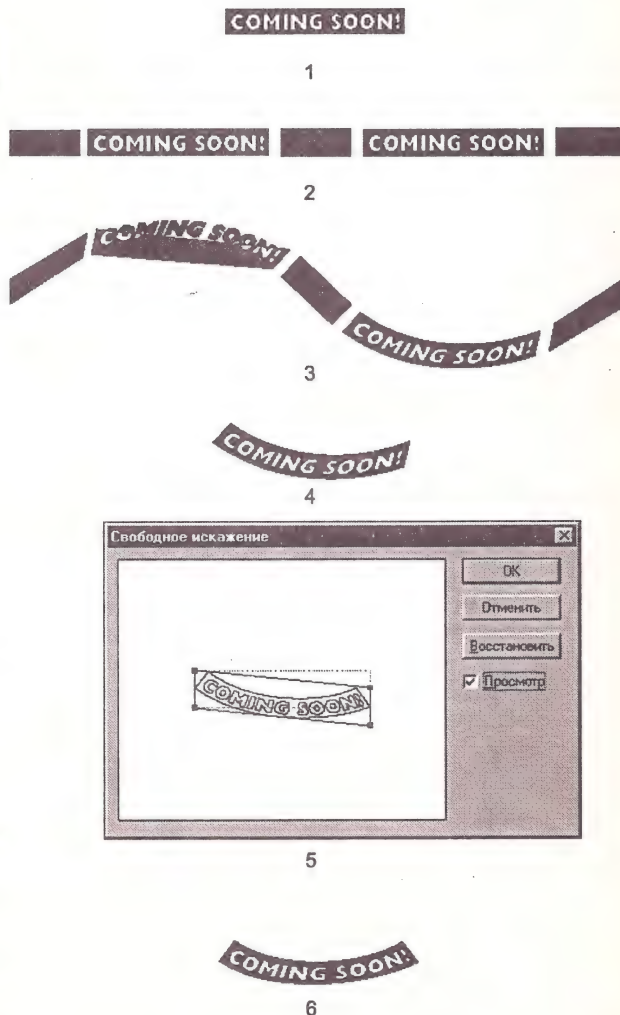 COMING SOON!
1
COMING SOON! COMING SOON!
2
COMING SOON!
COMING SOON!
3
COMING SOON!
4
Свободное искажение
OK
Отменить
Восстановить
Просмотр
COMING SOON!
5
COMING SOON!
6